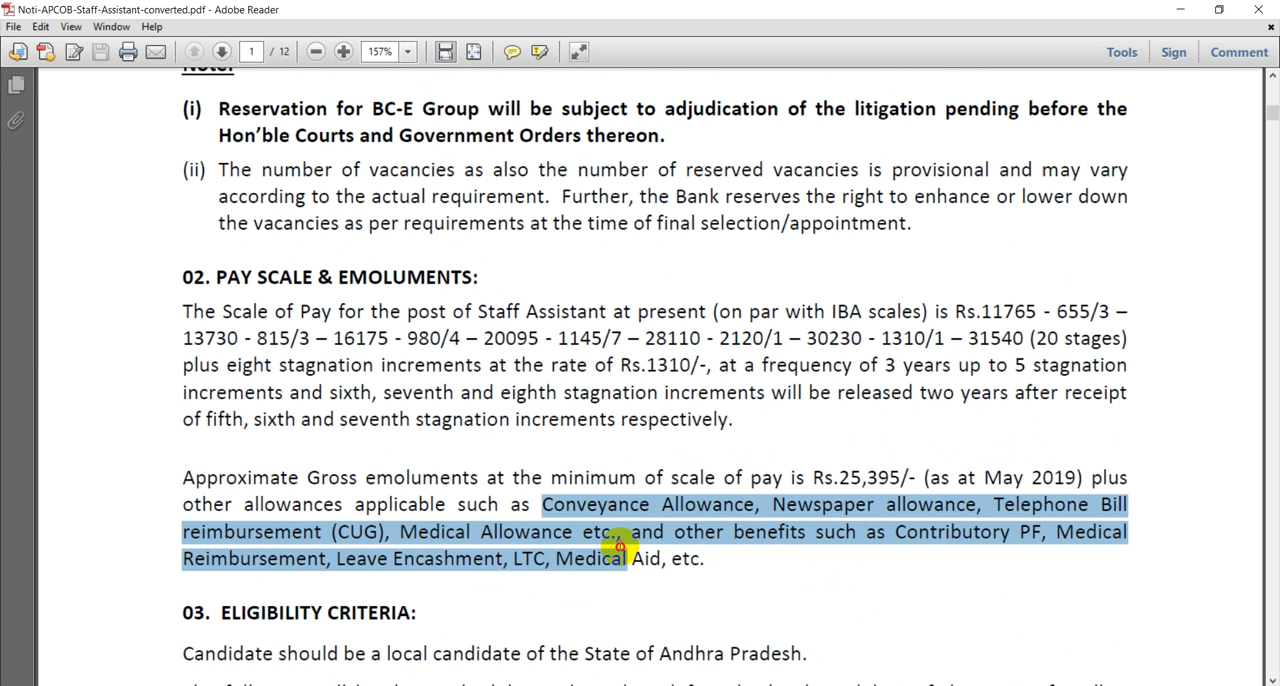 Noti-APCOB-Staff-Assistant-converted.pdf - Adobe Reader
File Edit View Window Help
1 / 12 157% Tools Sign Comment
Note:
(i) Reservation for BC-E Group will be subject to adjudication of the litigation pending before the
Hon'ble Courts and Government Orders thereon.
(ii) The number of vacancies as also the number of reserved vacancies is provisional and may vary
according to the actual requirement. Further, the Bank reserves the right to enhance or lower down
the vacancies as per requirements at the time of final selection/appointment.
02. PAY SCALE & EMOLUMENTS:
The Scale of Pay for the post of Staff Assistant at present (on par with IBA scales) is Rs.11765 - 655/3 –
13730 - 815/3 – 16175 - 980/4 – 20095 - 1145/7 – 28110 - 2120/1 – 30230 - 1310/1 – 31540 (20 stages)
plus eight stagnation increments at the rate of Rs.1310/-, at a frequency of 3 years up to 5 stagnation
increments and sixth, seventh and eighth stagnation increments will be released two years after receipt
of fifth, sixth and seventh stagnation increments respectively.
Approximate Gross emoluments at the minimum of scale of pay is Rs.25,395/- (as at May 2019) plus
other allowances applicable such as Conveyance Allowance, Newspaper allowance, Telephone Bill
reimbursement (CUG), Medical Allowance etc., and other benefits such as Contributory PF, Medical
Reimbursement, Leave Encashment, LTC, Medical Aid, etc.
03. ELIGIBILITY CRITERIA:
Candidate should be a local candidate of the State of Andhra Pradesh.